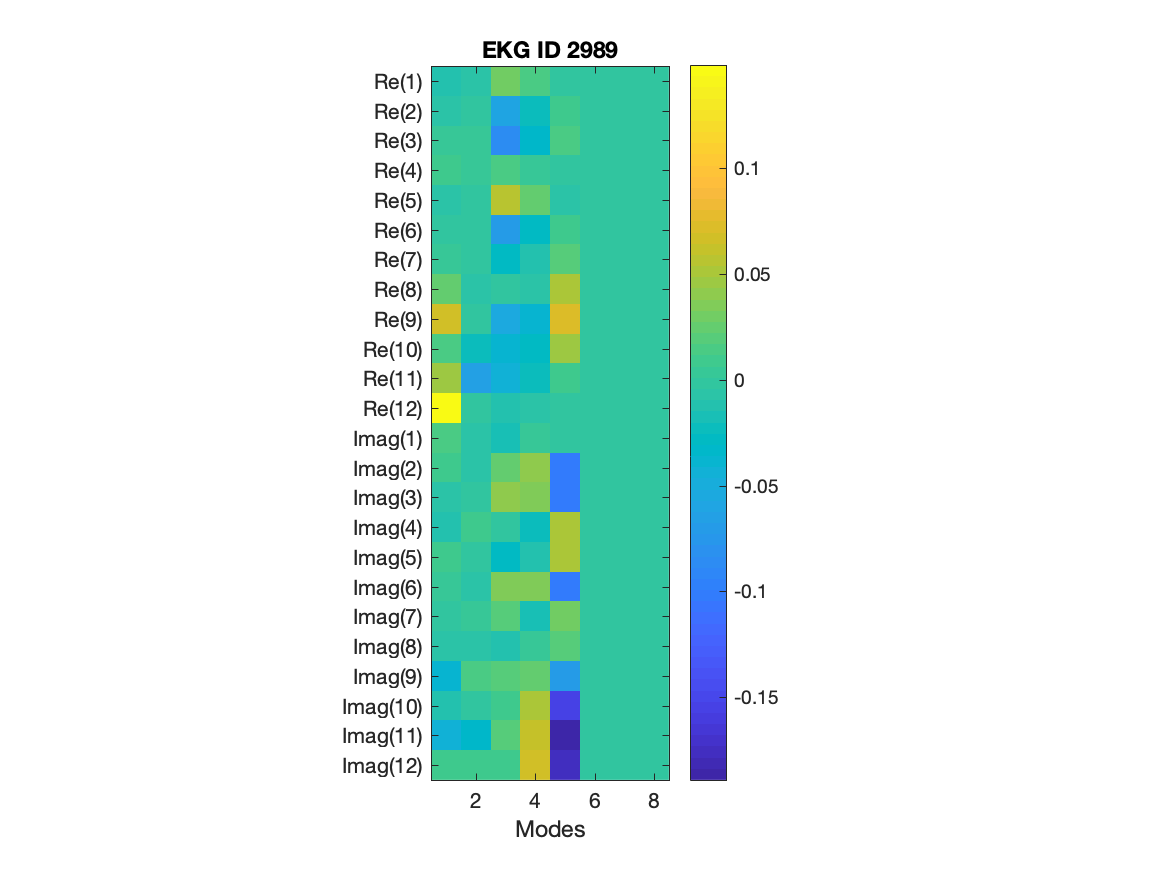 EKG ID 2989
Re(1)
Re(2)
Re(3)
Re(4)
Re(5)
Re(6)
Re(7)
Re(8)
Re(9)
Re(10)
Re(11)
Re(12)
Imag(1)
Imag(2)
Imag(3)
Imag(4)
Imag(5)
Imag(6)
Imag(7)
Imag(8)
Imag(9)
Imag(10)
Imag(11)
Imag(12)
2 4 6 8
Modes
0.1
0.05
0
-0.05
-0.1
-0.15